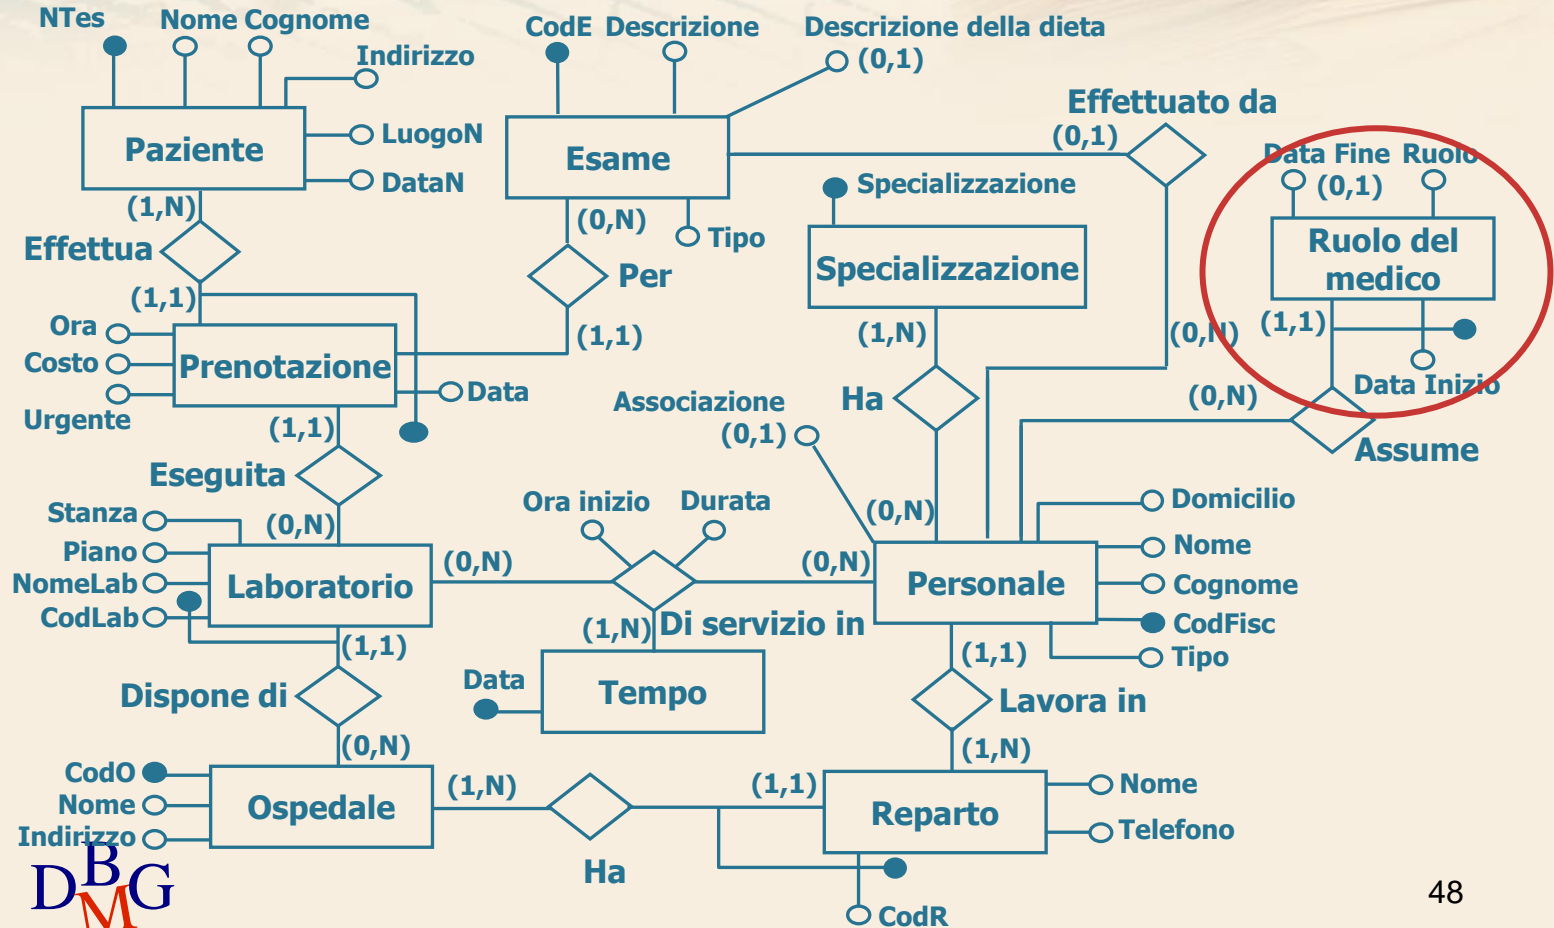 NTes
Nome Cognome
CodE Descrizione
Descrizione della dieta
(0,1)
Indirizzo
Effettuato da
(0,1)
Paziente
LuogoN
DataN
Esame
Data Fine Ruolo
(0,1)
Specializzazione
(1,N)
(0,N)
Tipo
Effettua
Per
Specializzazione
Ruolo del
medico
(1,1)
(1,1)
(1,N)
(0,N)
(1,1)
Ora
Costo
Urgente
Prenotazione
Data
Data Inizio
(1,1)
Associazione
(0,1)
Ha
(0,N)
Assume
Eseguita
Stanza
Piano
NomeLab
CodLab
(0,N)
Ora inizio
Durata
(0,N)
Domicilio
Nome
Cognome
CodFisc
Tipo
Laboratorio
(0,N)
(0,N)
Personale
(1,1)
(1,N)
Di servizio in
(1,1)
Dispone di
Data
Tempo
Lavora in
(0,N)
(1,N)
CodO
Nome
Indirizzo
Ospedale
(1,N)
(1,1)
Reparto
Nome
Telefono
Ha
CodR
DBMG
48